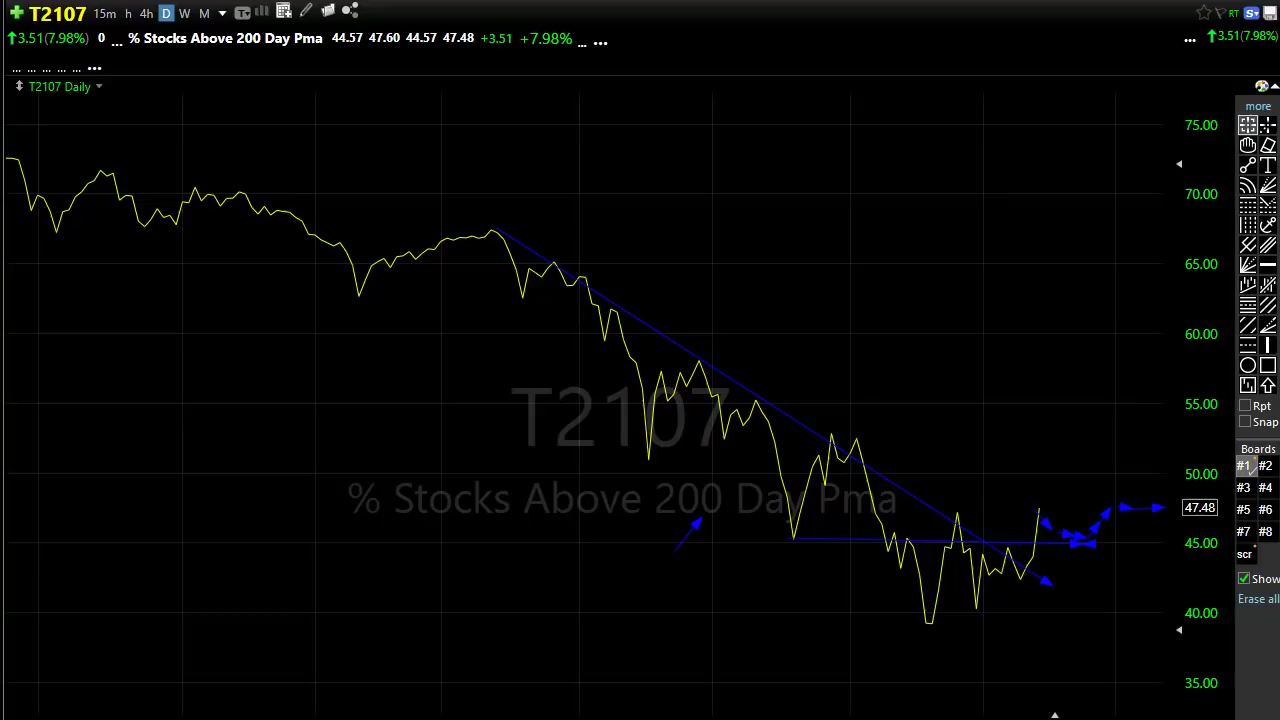 T2107 15m h 4h D W M T RT S
3.51(7.98%) 0 ... % Stocks Above 200 Day Pma 44.57 47.60 44.57 47.48 +3.51 +7.98% ... ... ... 3.51(7.98%)
... ... ... ... ... ...
T2107 Daily
more
75.00
T
70.00
65.00
60.00
55.00
T2107
Rpt
Snap
Boards
#1 #2
50.00
#3 #4
% Stocks Above 200 Day Pma
47.48
#5 #6
#7 #8
45.00
scr
Show
Erase all
40.00
35.00